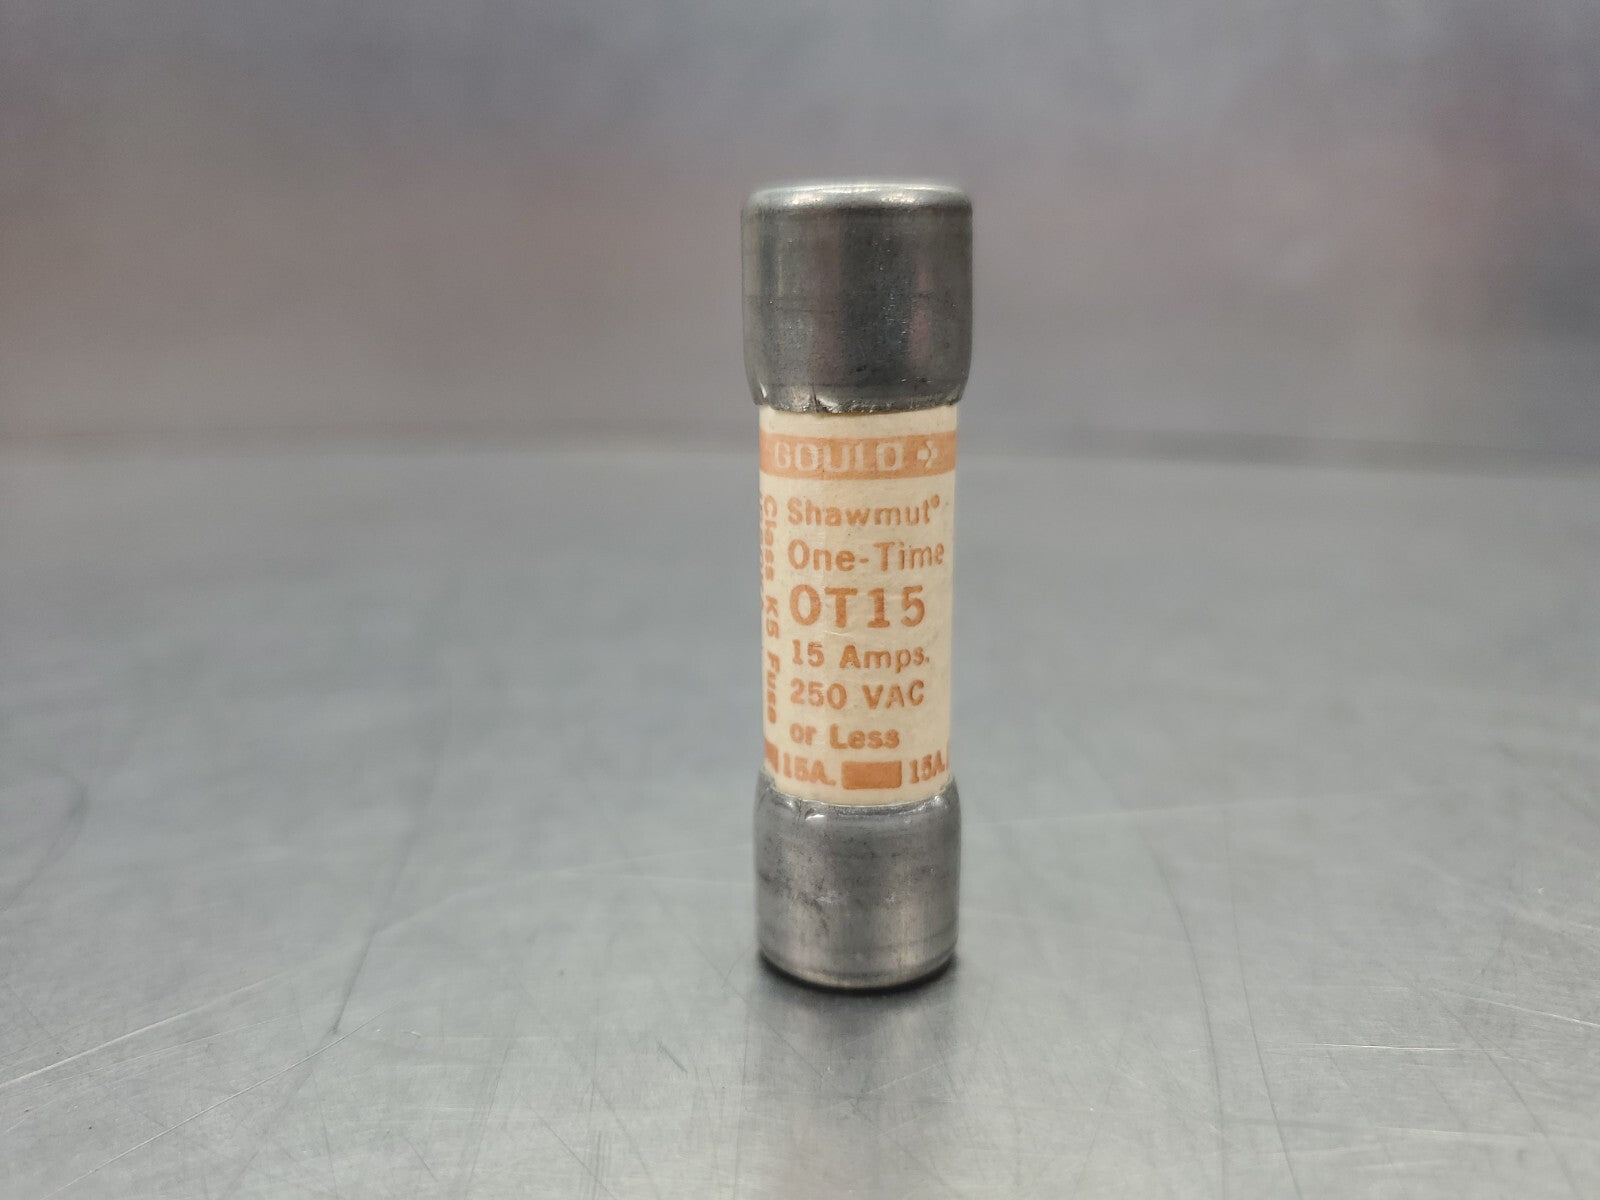 GOULD
Shawmut®
One-Time
OT15
15 Amps.
250 VAC
or Less
15A. 15A.
Class K5 Fuse